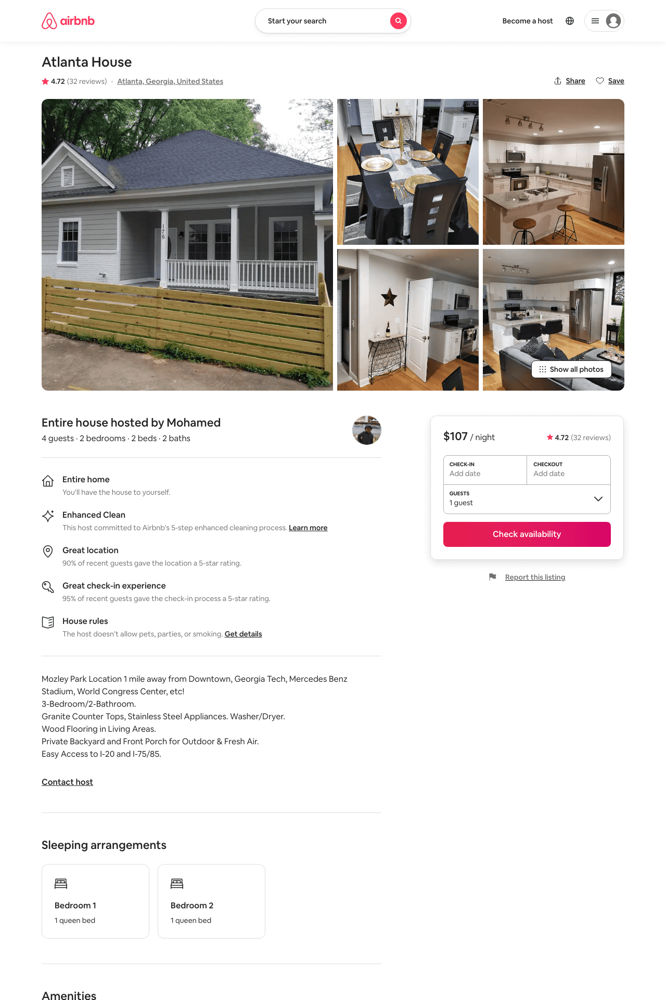 airbnb
Start your search
Become a host
Atlanta House
4.72 (32 reviews) · Atlanta, Georgia, United States
Share
Save
176
Show all photos
Entire house hosted by Mohamed
4 guests · 2 bedrooms · 2 beds · 2 baths
Entire home
You’ll have the house to yourself.
Enhanced Clean
This host committed to Airbnb's 5-step enhanced cleaning process. Learn more
Great location
90% of recent guests gave the location a 5-star rating.
Great check-in experience
95% of recent guests gave the check-in process a 5-star rating.
House rules
The host doesn’t allow pets, parties, or smoking. Get details
Mozley Park Location 1 mile away from Downtown, Georgia Tech, Mercedes Benz
Stadium, World Congress Center, etc!
3-Bedroom/2-Bathroom.
Granite Counter Tops, Stainless Steel Appliances. Washer/Dryer.
Wood Flooring in Living Areas.
Private Backyard and Front Porch for Outdoor & Fresh Air.
Easy Access to I-20 and I-75/85.
Contact host
Sleeping arrangements
Bedroom 1
1 queen bed
Bedroom 2
1 queen bed
Amenities
$107 / night
4.72 (32 reviews)
CHECK-IN
Add date
CHECKOUT
Add date
GUESTS
1 guest
Check availability
Report this listing